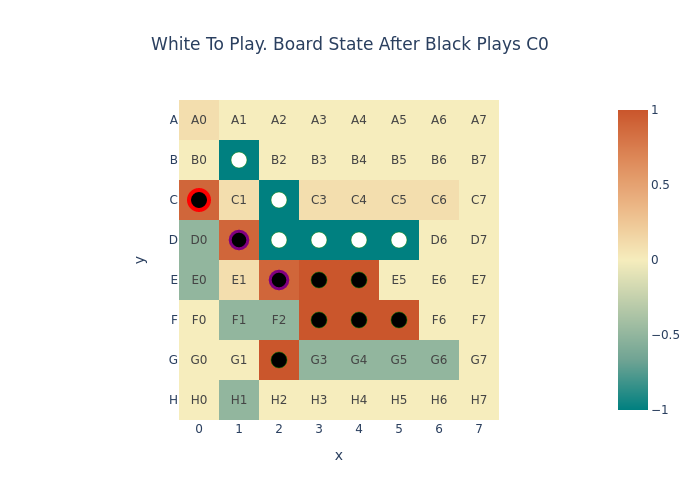 White To Play. Board State After Black Plays C0
A A0 A1 A2 A3 A4 A5 A6 A7
B B0 B2 B3 B4 B5 B6 B7
C C1 C3 C4 C5 C6 C7
D D0 D6 D7
E E0 E1 E5 E6 E7
F F0 F1 F2 F6 F7
G G0 G1 G3 G4 G5 G6 G7
H H0 H1 H2 H3 H4 H5 H6 H7
0 1 2 3 4 5 6 7
x
y
1
0.5
0
−0.5
−1